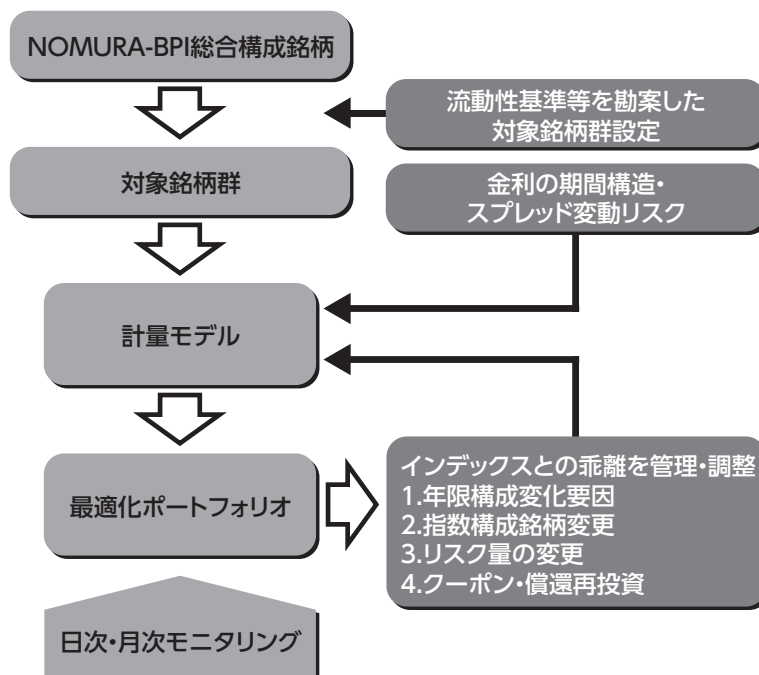 NOMURA-BPI総合構成銘柄
流動性基準等を勘案した
対象銘柄群設定
対象銘柄群
金利の期間構造・
スプレッド変動リスク
計量モデル
最適化ポートフォリオ
インデックスとの乖離を管理・調整
1.年限構成変化要因
2.指数構成銘柄変更
3.リスク量の変更
4.クーポン・償還再投資
日次・月次モニタリング